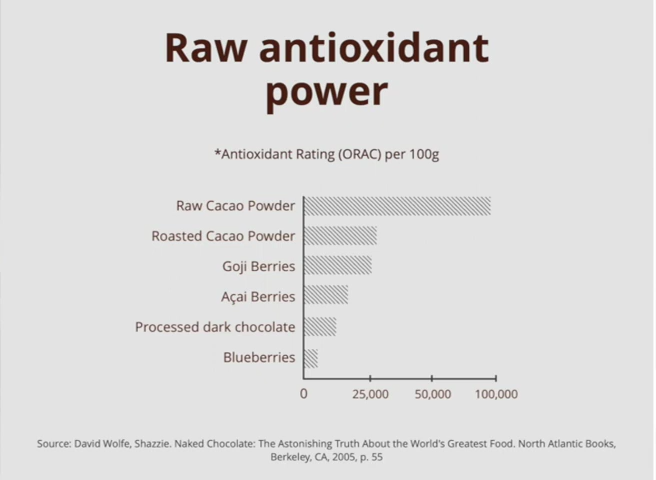 Raw antioxidant
power
*Antioxidant Rating (ORAC) per 100g
Raw Cacao Powder
Roasted Cacao Powder
Goji Berries
Açai Berries
Processed dark chocolate
Blueberries
0 25,000 50,000 100,000
Source: David Wolfe, Shazzie. Naked Chocolate: The Astonishing Truth About the World's Greatest Food. North Atlantic Books,
Berkeley, CA, 2005, p. 55